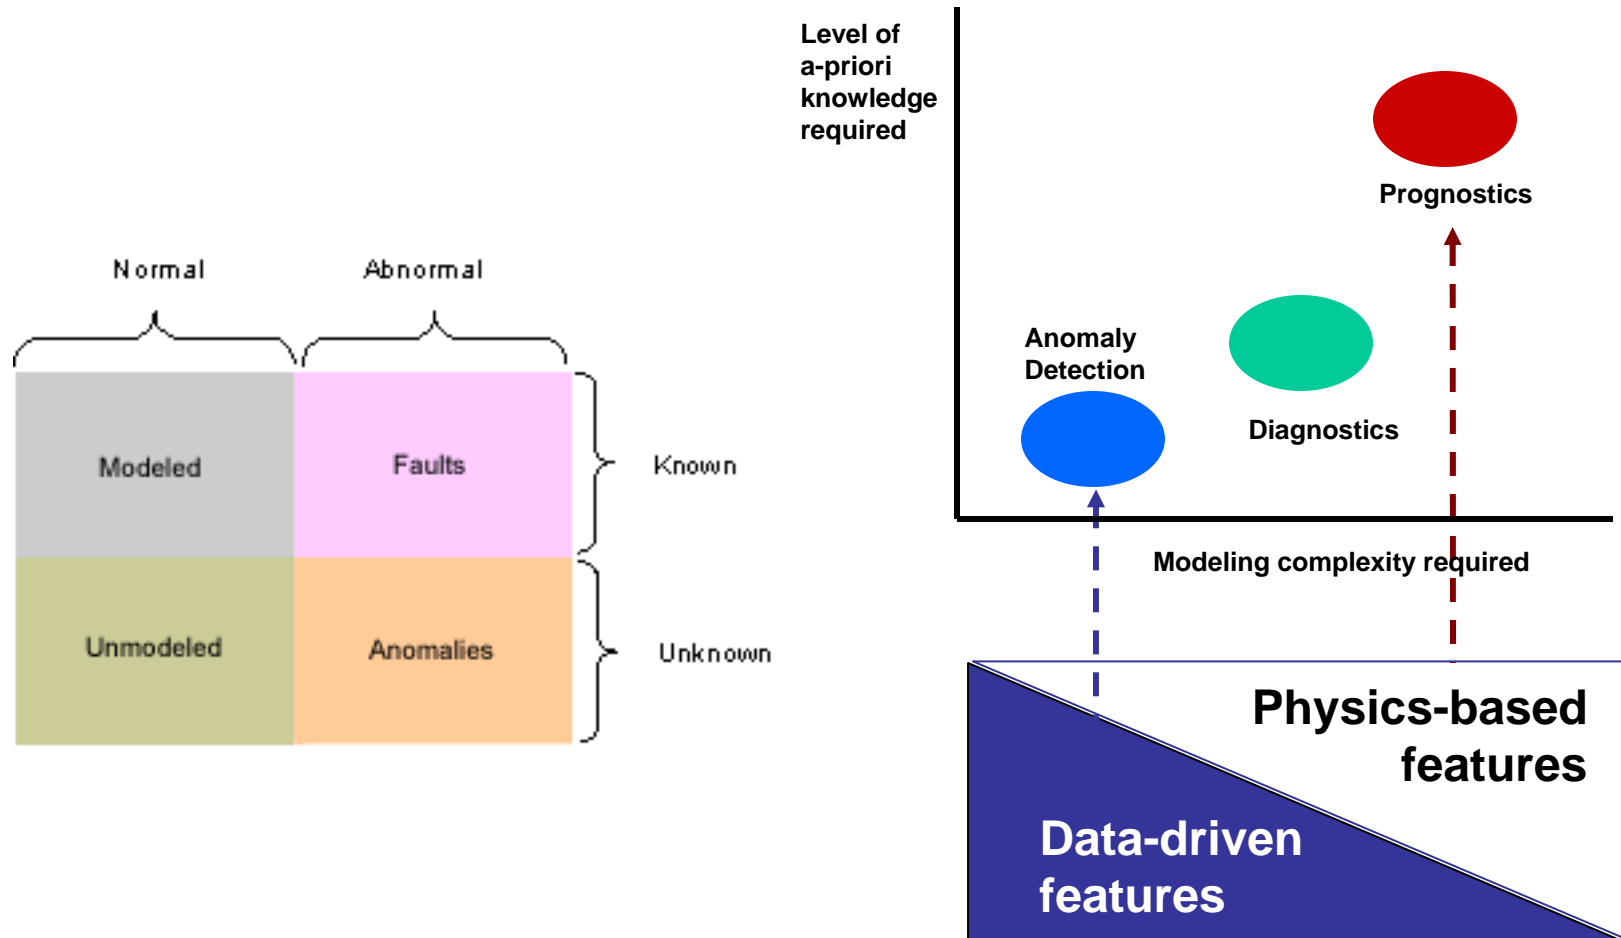 Normal
Abnormal
Modeled
Faults
Known
Unmodeled
Anomalies
Unknown
Level of
a-priori
knowledge
required
Prognostics
Anomaly
Detection
Diagnostics
Modeling complexity required
Physics-based
features
Data-driven
features